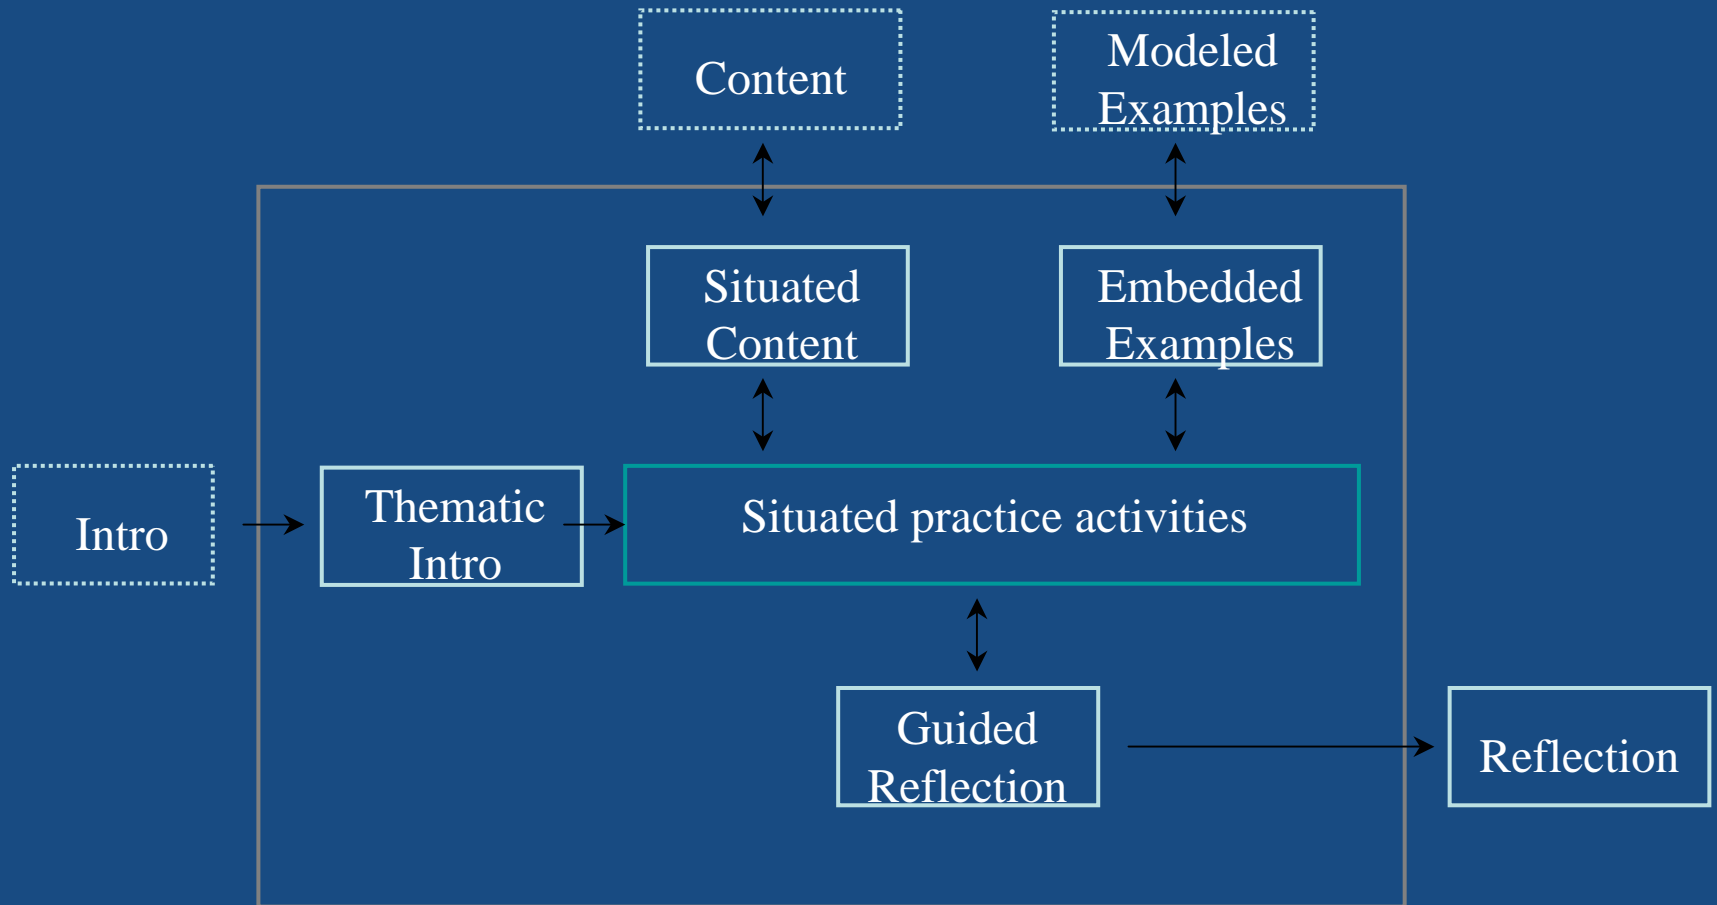 Content
Modeled
Examples
Situated
Content
Embedded
Examples
Intro
Thematic
Intro
Situated practice activities
Guided
Reflection
Reflection